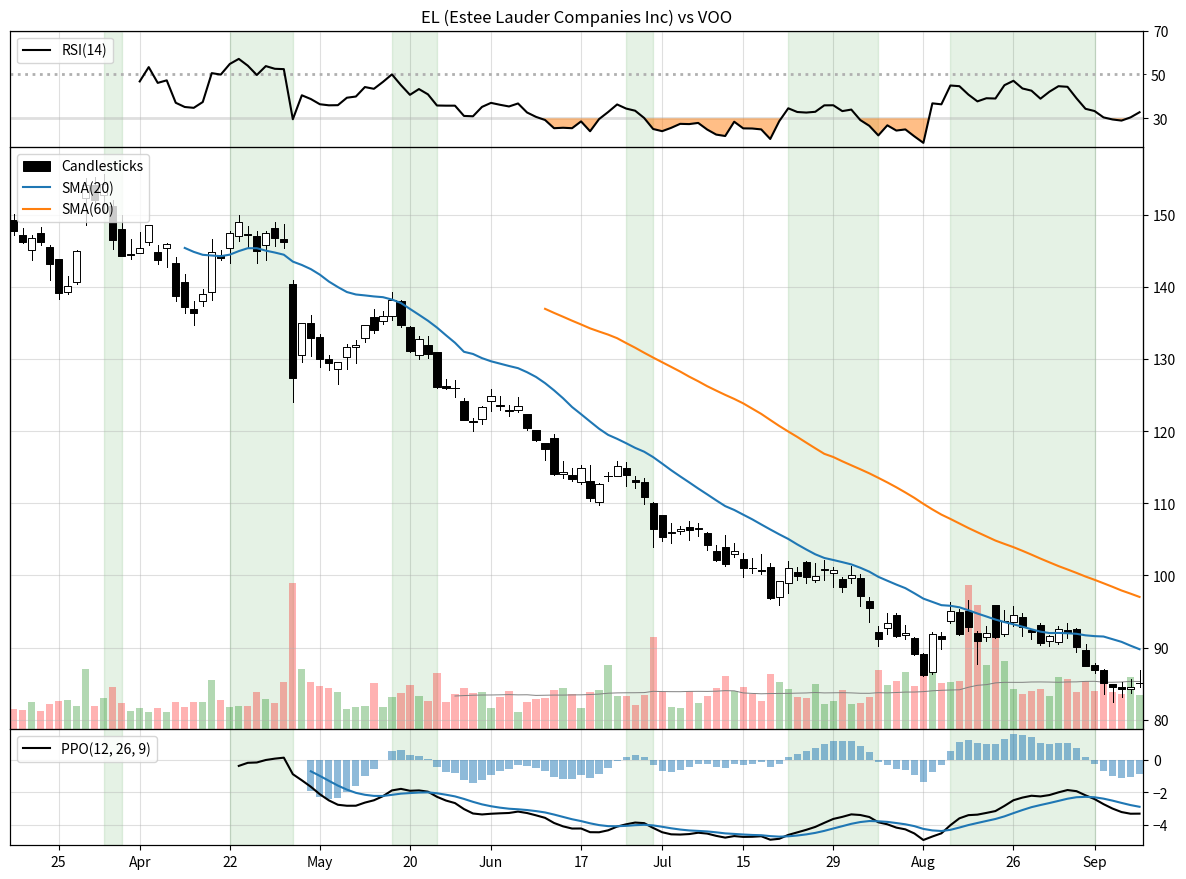 EL (Estee Lauder Companies Inc) vs VOO
RSI(14)
70
50
30
Candlesticks
SMA(20)
SMA(60)
150
140
130
120
110
100
90
80
PPO(12, 26, 9)
0
−2
−4
25 Apr 22 May 20 Jun 17 Jul 15 29 Aug 26 Sep